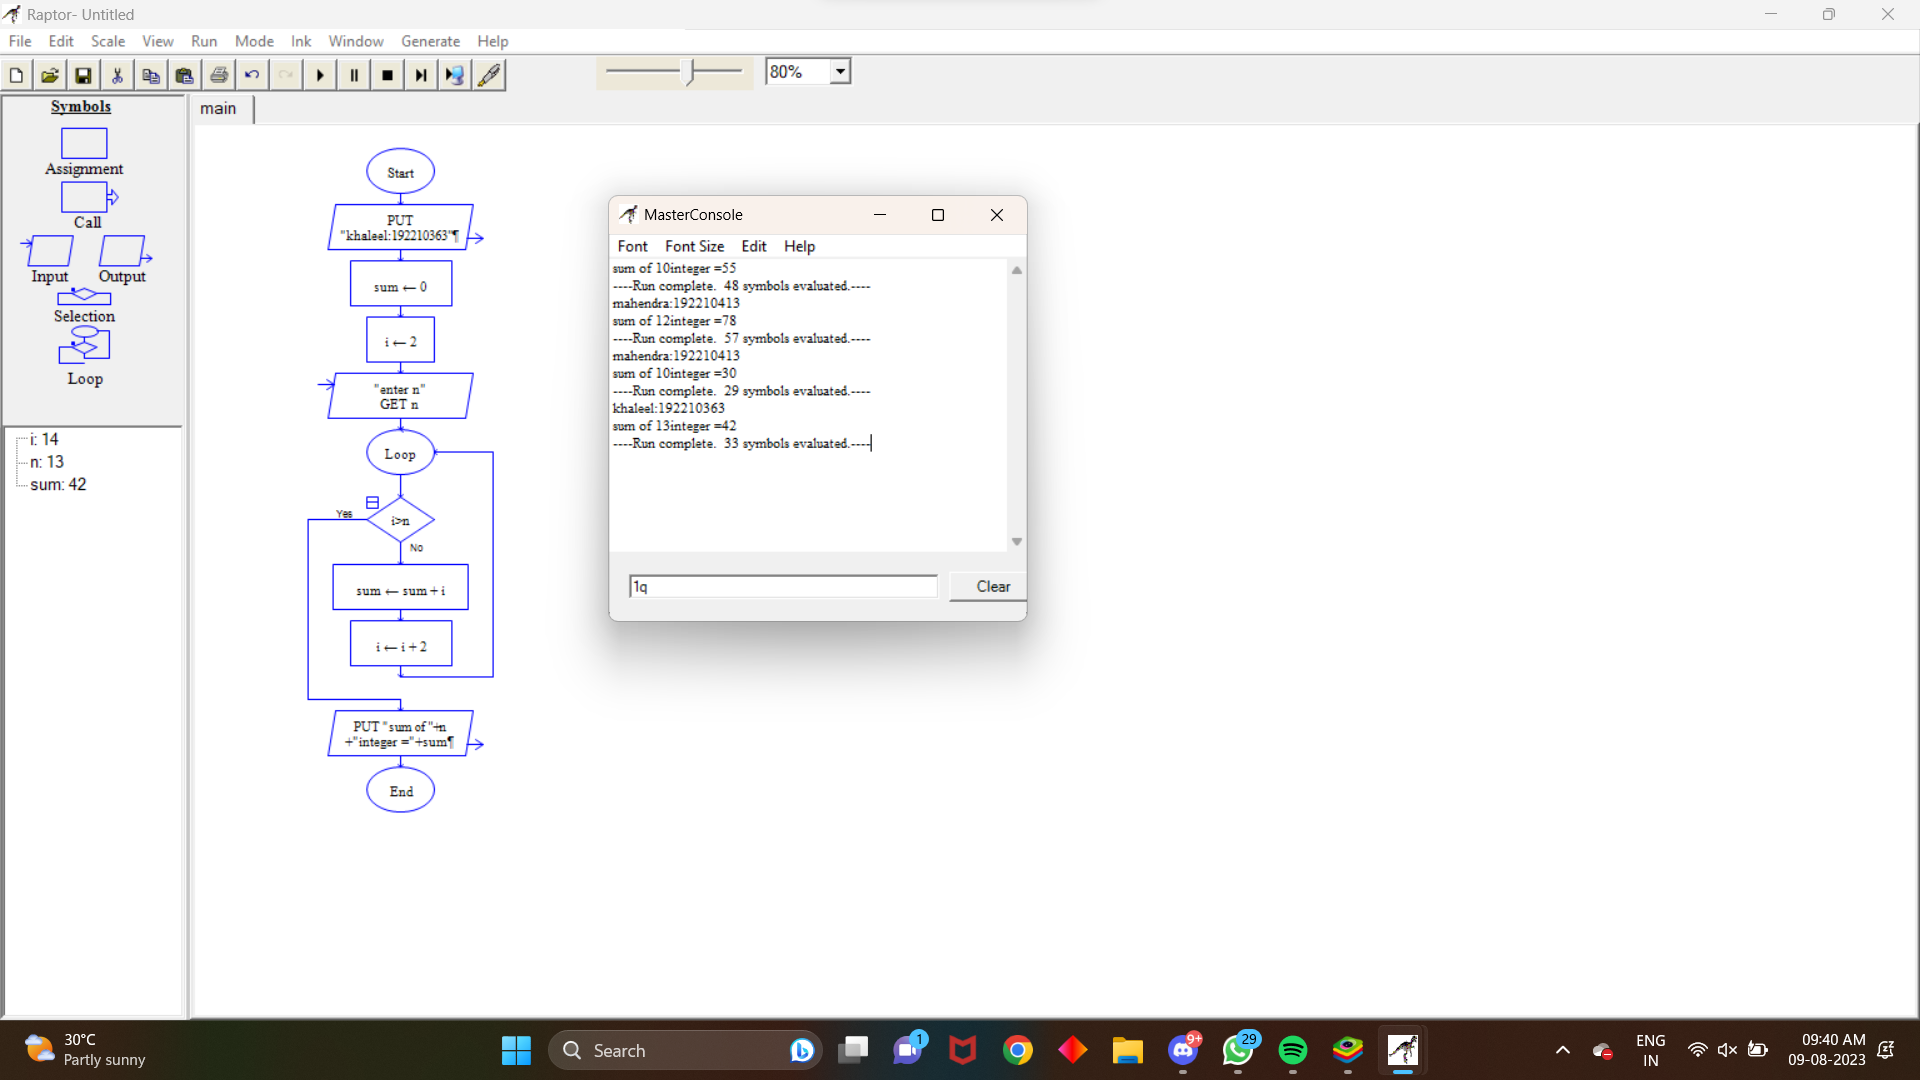 Raptor- Untitled
File Edit Scale View Run Mode Ink Window Generate Help
80%
Symbols
Assignment
Call
Input Output
Selection
Loop
i: 14
n: 13
sum: 42
main
Start
PUT
"khaleel:192210363"¶
sum ← 0
i ← 2
"enter n"
GET n
Loop
Yes
i>n
No
sum ← sum + i
i ← i + 2
PUT "sum of "+n
+"integer ="+sum¶
End
MasterConsole
Font Font Size Edit Help
sum of 10integer =55
----Run complete.  48 symbols evaluated.----
mahendra:192210413
sum of 12integer =78
----Run complete.  57 symbols evaluated.----
mahendra:192210413
sum of 10integer =30
----Run complete.  29 symbols evaluated.----
khaleel:192210363
sum of 13integer =42
----Run complete.  33 symbols evaluated.----
1q
Clear
30°C
Partly sunny
Search
1
9+
29
ENG
IN
09:40 AM
09-08-2023